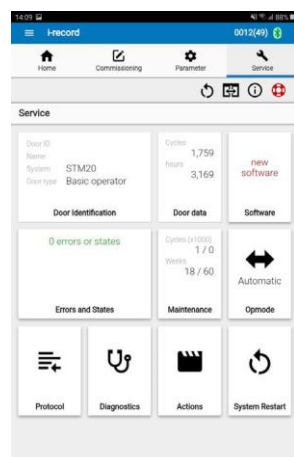 14:09 88%
i-record 0012(49)
Home Commissioning Parameter Service
Service
Door ID
Name
System STM20
Door type Basic operator
Door Identification
Cycles
1,759
hours
3,169
Door data
new
software
Software
0 errors or states
Errors and States
Cycles (x1000)
1 / 0
Weeks
18 / 60
Maintenance
Automatic
Opmode
Protocol Diagnostics Actions System Restart